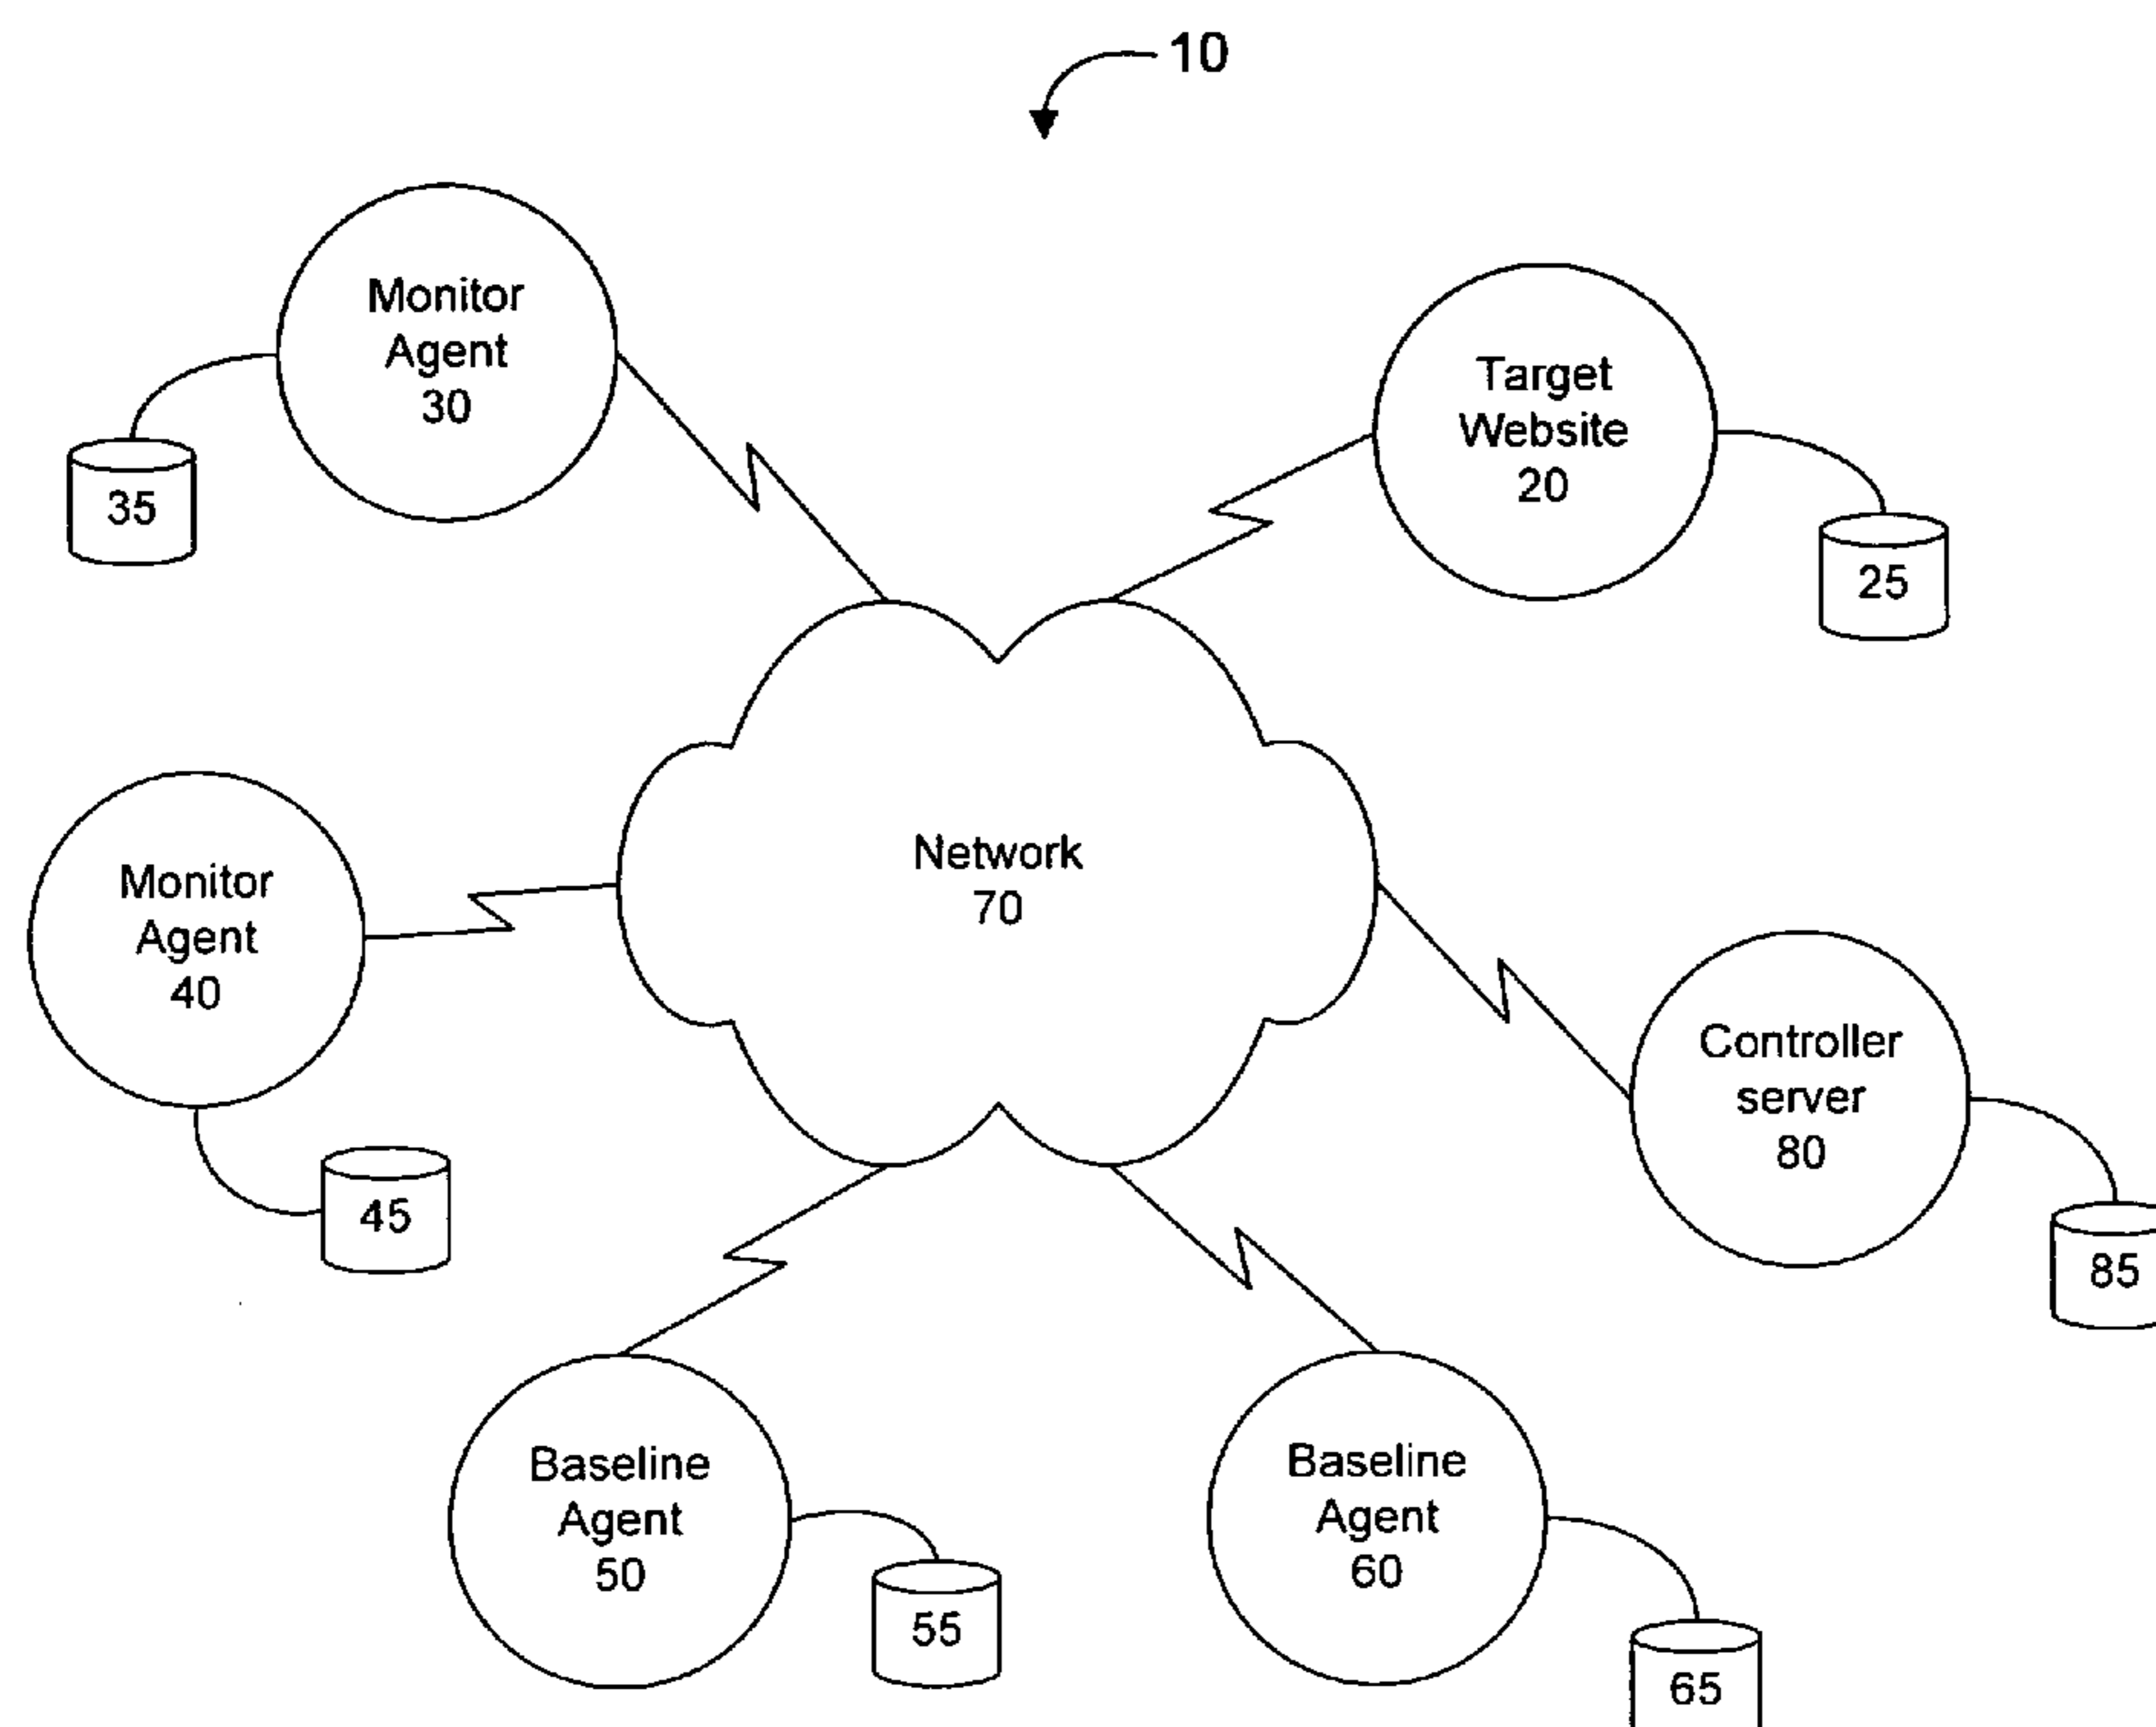 10
Monitor
Agent
30
35
Target
Website
20
25
Network
70
Monitor
Agent
40
45
Controller
server
80
85
Baseline
Agent
50
55
Baseline
Agent
60
65